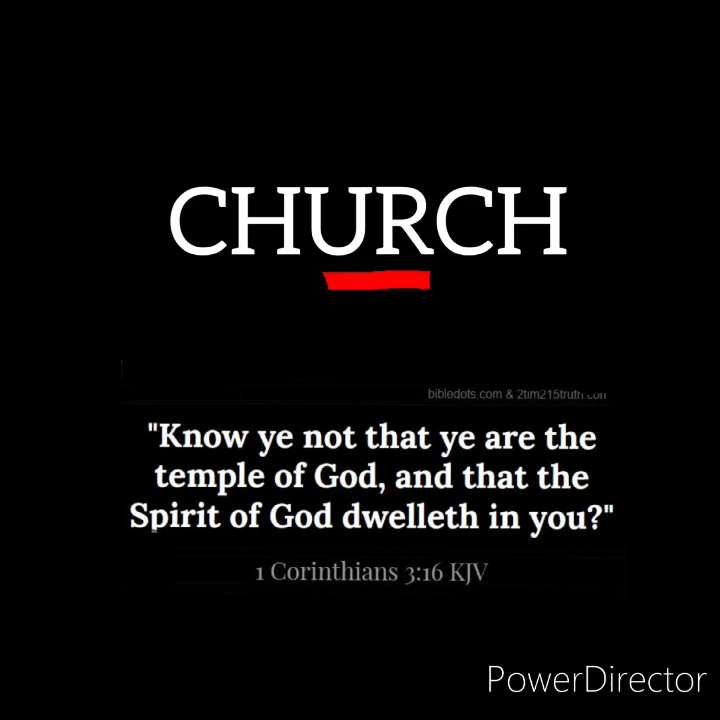 CHURCH
bibledots.com & 2tim215truth.com
"Know ye not that ye are the
temple of God, and that the
Spirit of God dwelleth in you?"
1 Corinthians 3:16 KJV
PowerDirector